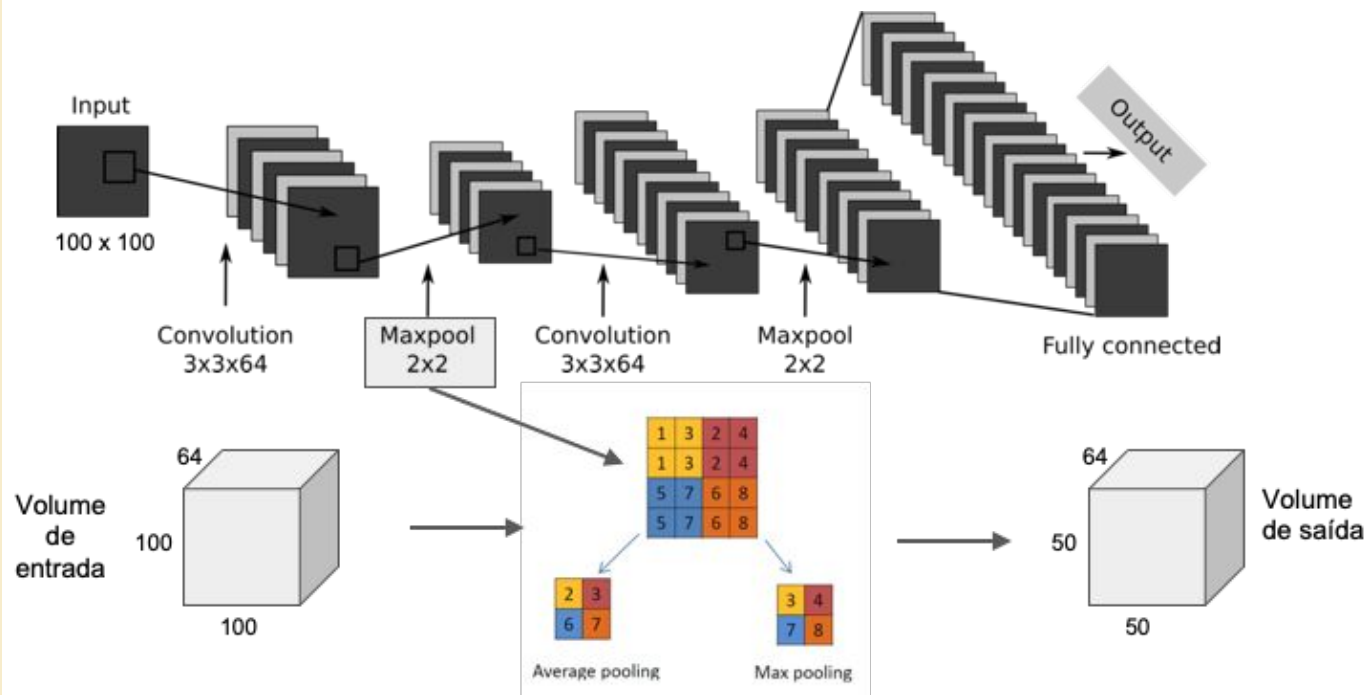 Input
100 x 100
Convolution
3x3x64
Maxpool
2x2
Convolution
3x3x64
Maxpool
2x2
Fully connected
Output
Volume
de
entrada
64
100
100
1 3 2 4
1 3 2 4
5 7 6 8
5 7 6 8
2 3
6 7
Average pooling
3 4
7 8
Max pooling
64
50
50
Volume
de saída